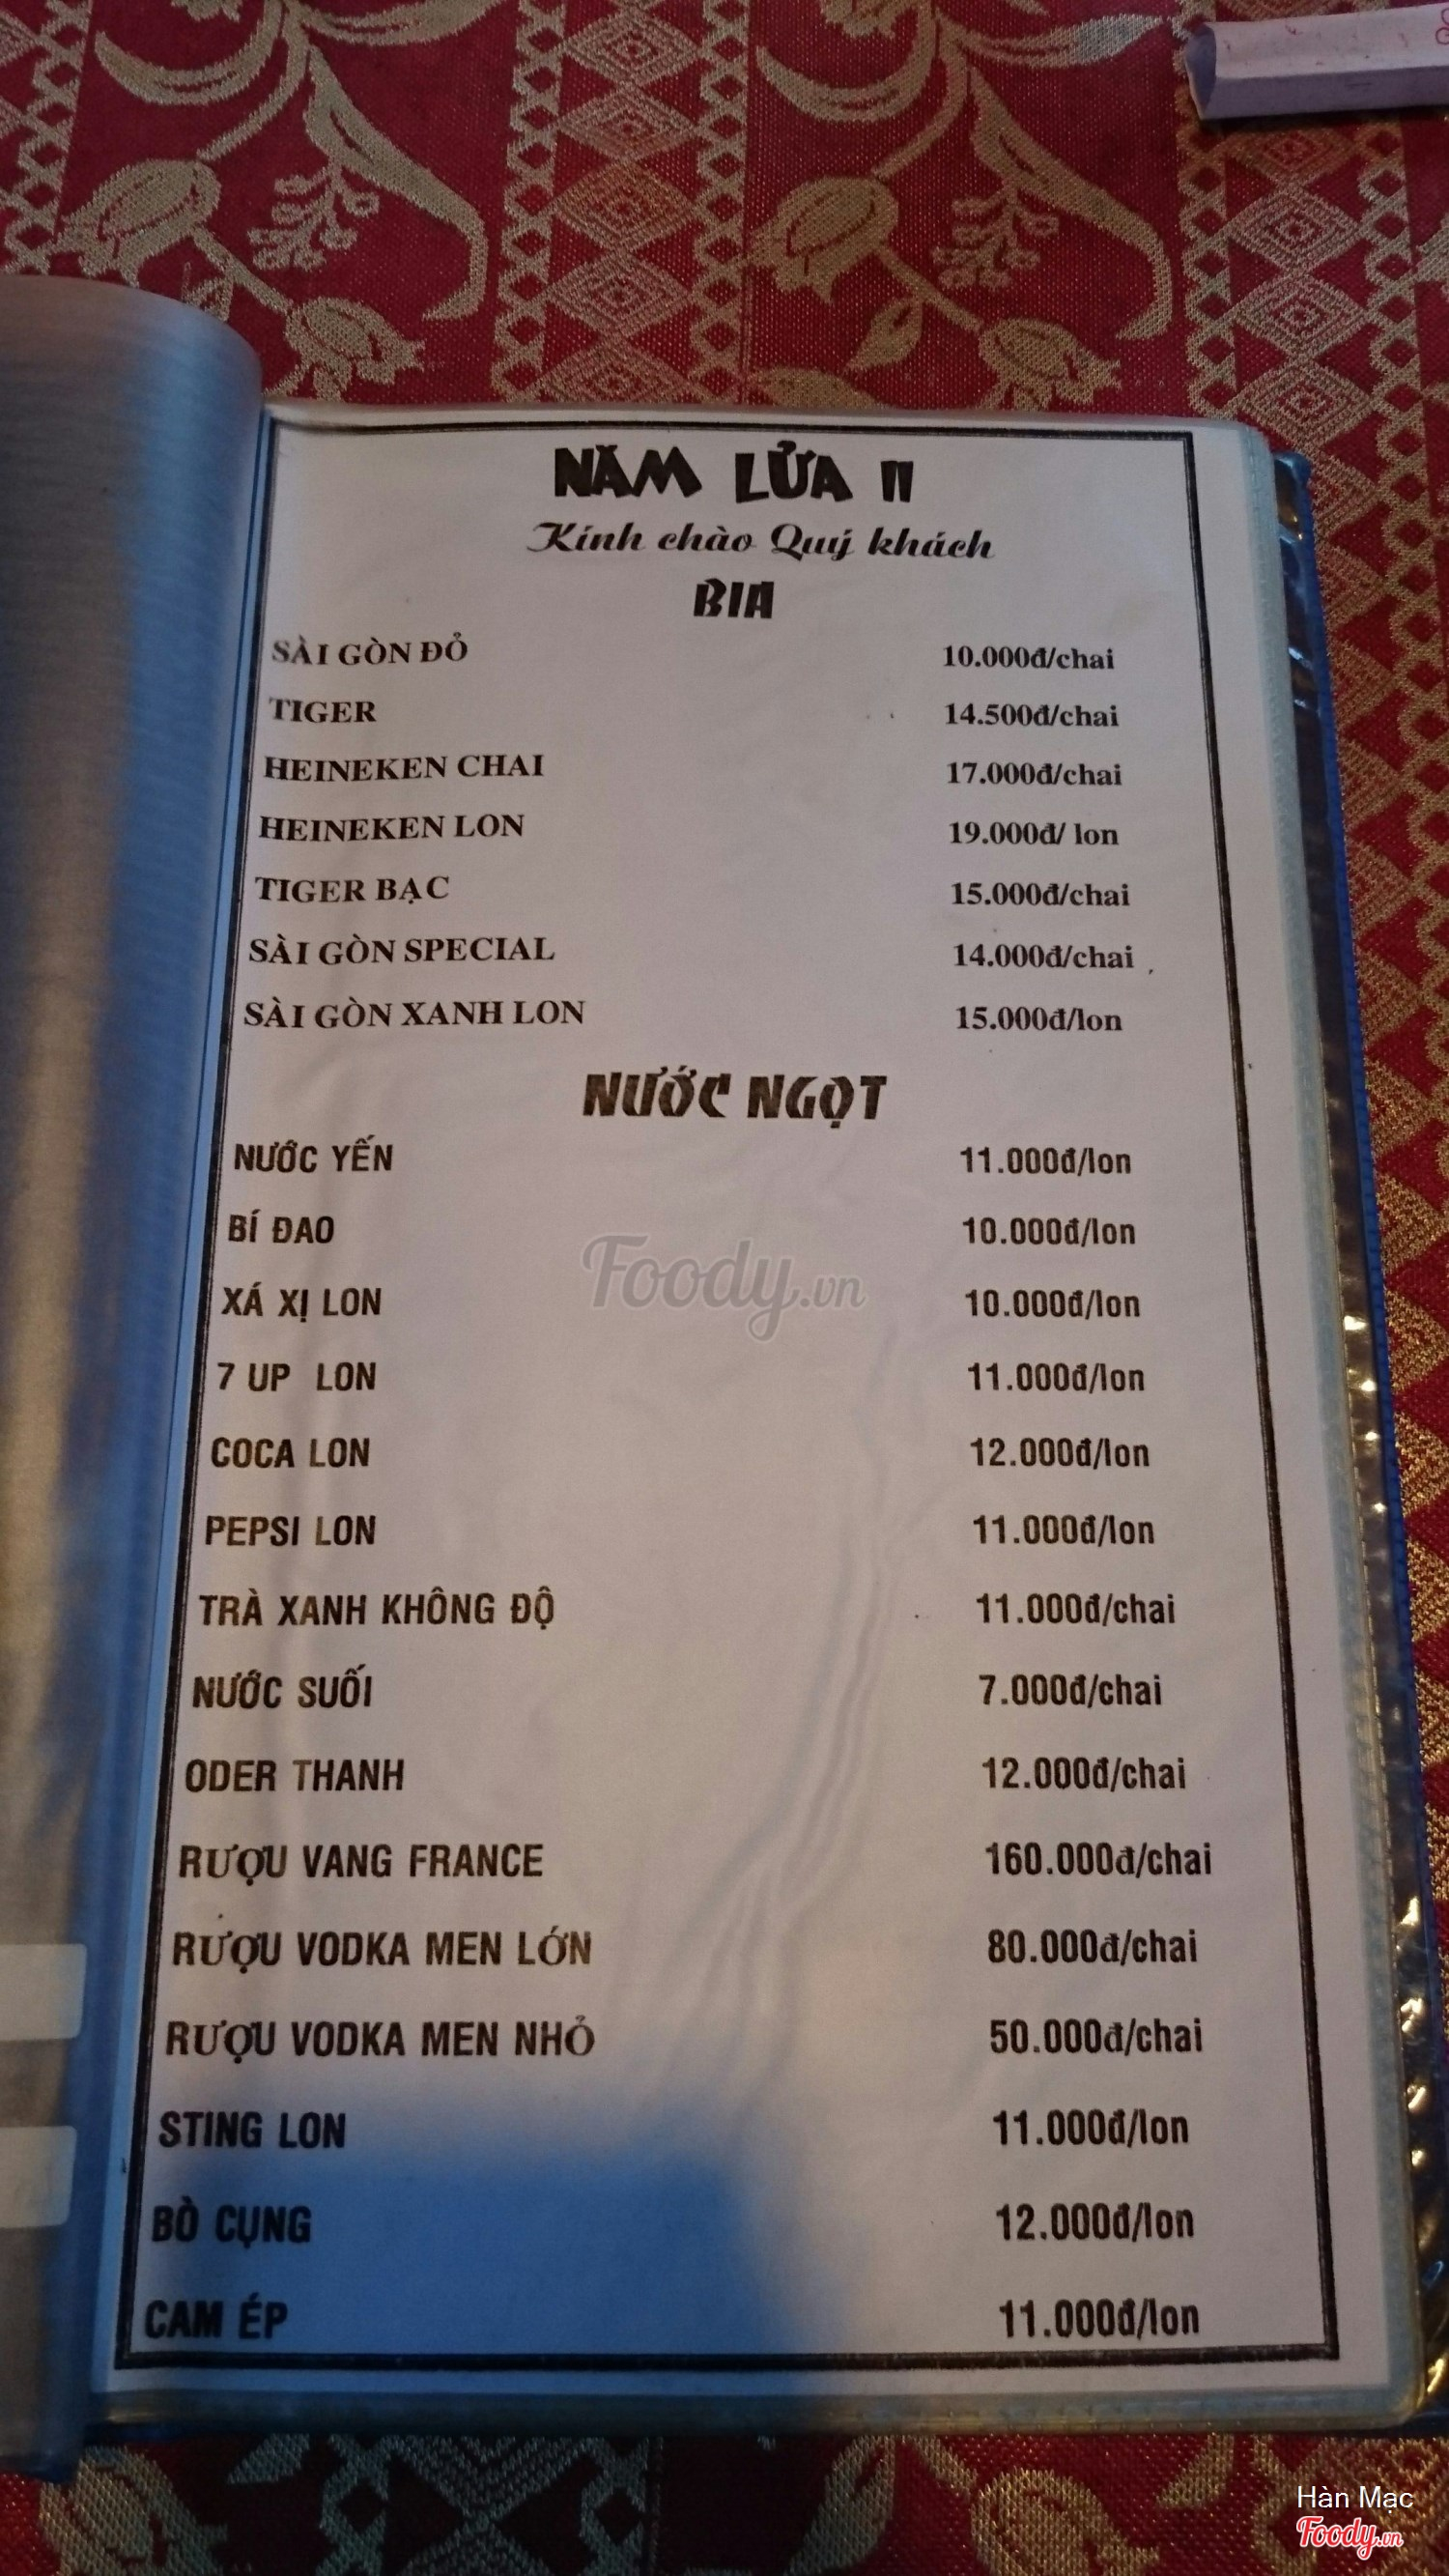 NĂM LỬA II
Kính chào Quý khách
BIA
SÀI GÒN ĐỎ 10.000đ/chai
TIGER 14.500đ/chai
HEINEKEN CHAI 17.000đ/chai
HEINEKEN LON 19.000đ/ lon
TIGER BẠC 15.000đ/chai
SÀI GÒN SPECIAL 14.000đ/chai
SÀI GÒN XANH LON 15.000đ/lon
NƯỚC NGỌT
NƯỚC YẾN 11.000đ/lon
BÍ ĐAO 10.000đ/lon
XÁ XỊ LON 10.000đ/lon
7 UP LON 11.000đ/lon
COCA LON 12.000đ/lon
PEPSI LON 11.000đ/lon
TRÀ XANH KHÔNG ĐỘ 11.000đ/chai
NƯỚC SUỐI 7.000đ/chai
ODER THANH 12.000đ/chai
RƯỢU VANG FRANCE 160.000đ/chai
RƯỢU VODKA MEN LỚN 80.000đ/chai
RƯỢU VODKA MEN NHỎ 50.000đ/chai
STING LON 11.000đ/lon
BÒ CỤNG 12.000đ/lon
CAM ÉP 11.000đ/lon
Foody.vn
Hàn Mạc
Foody.vn